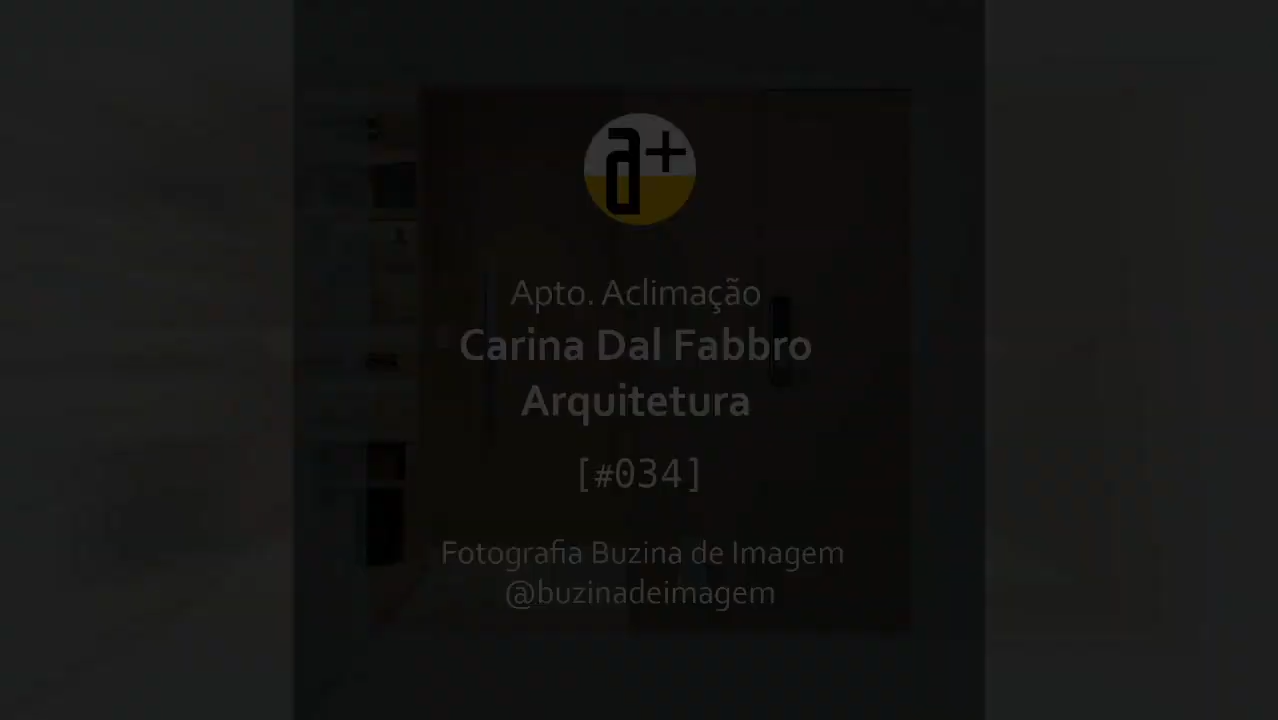 a+
Apto. Aclimação
Carina Dal Fabbro
Arquitetura
[#034]
Fotografia Buzina de Imagem
@buzinadeimagem